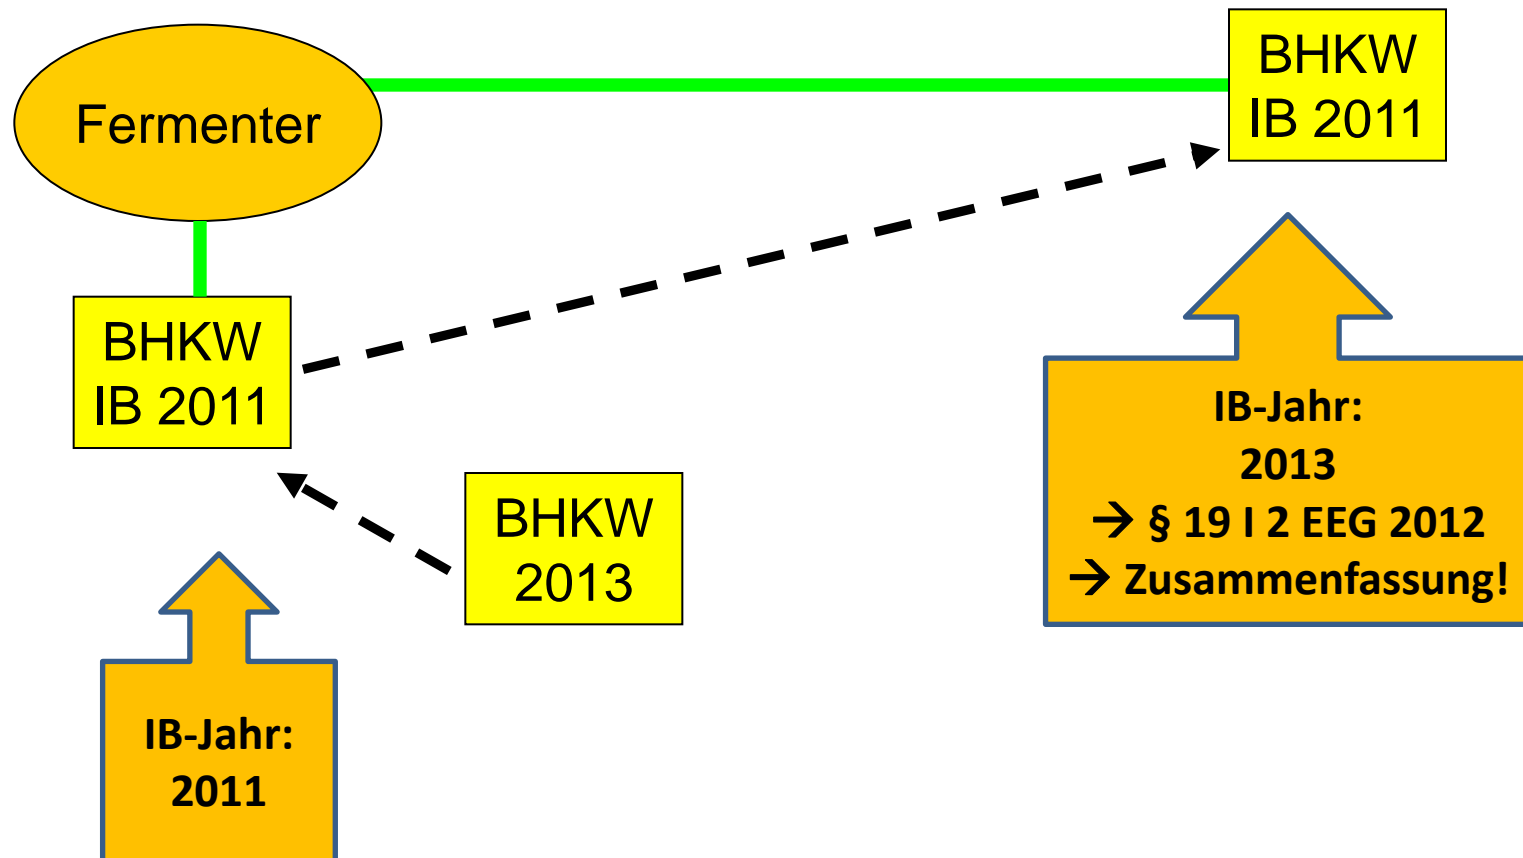 Fermenter
BHKW
IB 2011
BHKW
IB 2011
BHKW
2013
IB-Jahr:
2013
→ § 19 I 2 EEG 2012
→ Zusammenfassung!
IB-Jahr:
2011